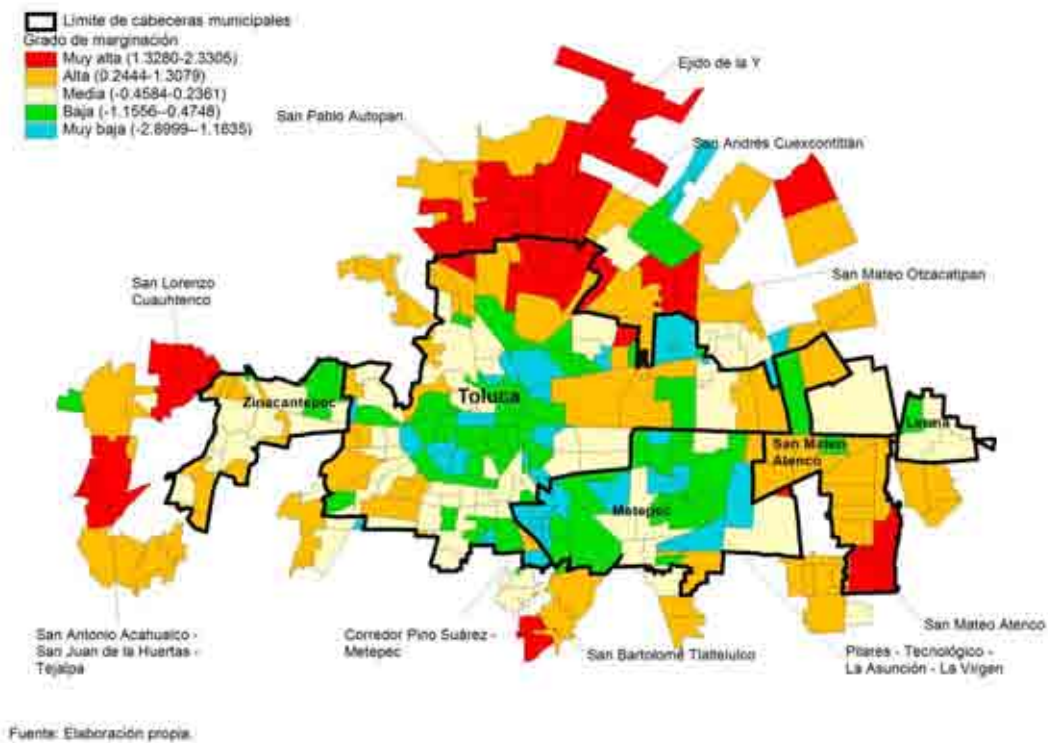 Límite de cabeceras municipales
Grado de marginación
Muy alta (1.3280-2.3305)
Alta (0.2444-1.3079)
Media (-0.4584-0.2361)
Baja (-1.1556--0.4748)
Muy baja (-2.8999--1.1635)
Ejido de la Y
San Pablo Autopan
San Andrés Cuexcontitlán
San Mateo Otzacatipan
San Lorenzo
Cuauhtenco
Zinacantepec
Toluca
Lerma
San Mateo
Atenco
Metepec
San Antonio Acahualco -
San Juan de la Huertas -
Tejalpa
Corredor Pino Suárez -
Metepec
San Bartolomé Tlaltelulco
San Mateo Atenco
Pilares - Tecnológico -
La Asunción - La Virgen
Fuente: Elaboración propia.